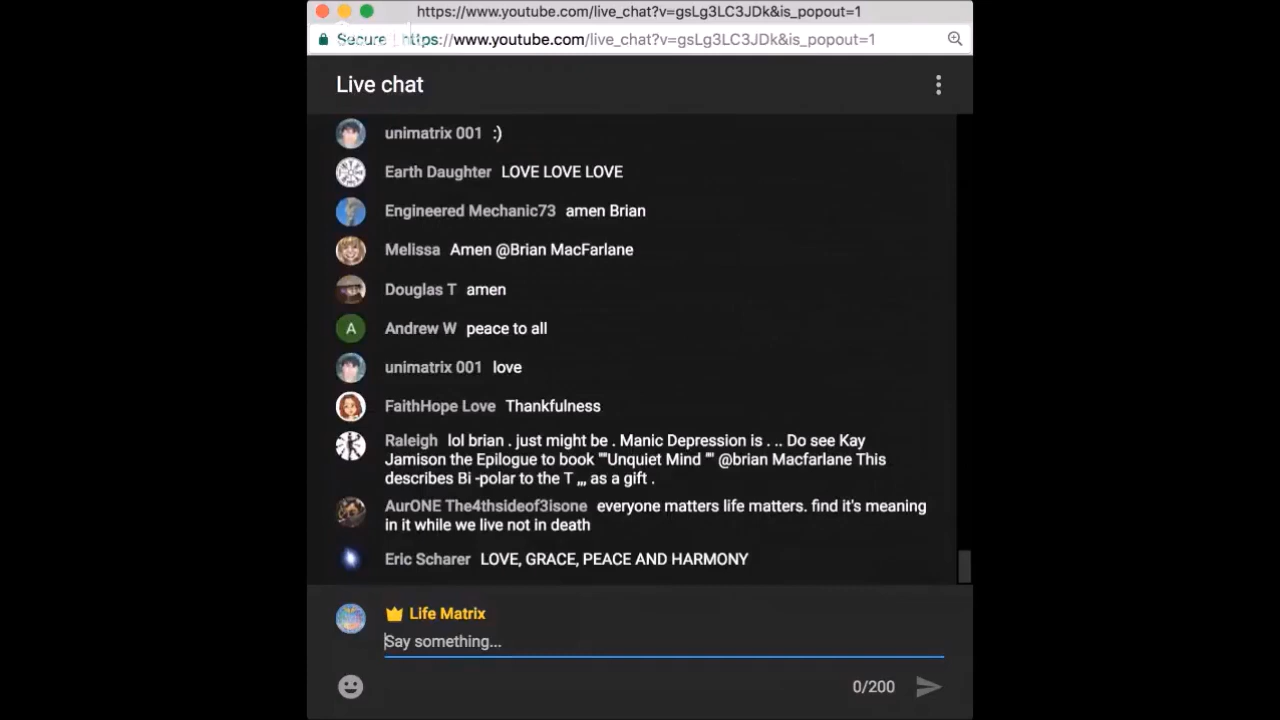 https://www.youtube.com/live_chat?v=gsLg3LC3JDk&is_popout=1
Secure https://www.youtube.com/live_chat?v=gsLg3LC3JDk&is_popout=1
Live chat
unimatrix 001 :)
Earth Daughter LOVE LOVE LOVE
Engineered Mechanic73 amen Brian
Melissa Amen @Brian MacFarlane
Douglas T amen
A Andrew W peace to all
unimatrix 001 love
FaithHope Love Thankfulness
Raleigh lol brian . just might be . Manic Depression is . .. Do see Kay
Jamison the Epilogue to book ""Unquiet Mind "" @brian Macfarlane This
describes Bi -polar to the T ,,, as a gift .
AurONE The4thsideof3isone everyone matters life matters. find it's meaning
in it while we live not in death
Eric Scharer LOVE, GRACE, PEACE AND HARMONY
Life Matrix
Say something...
0/200